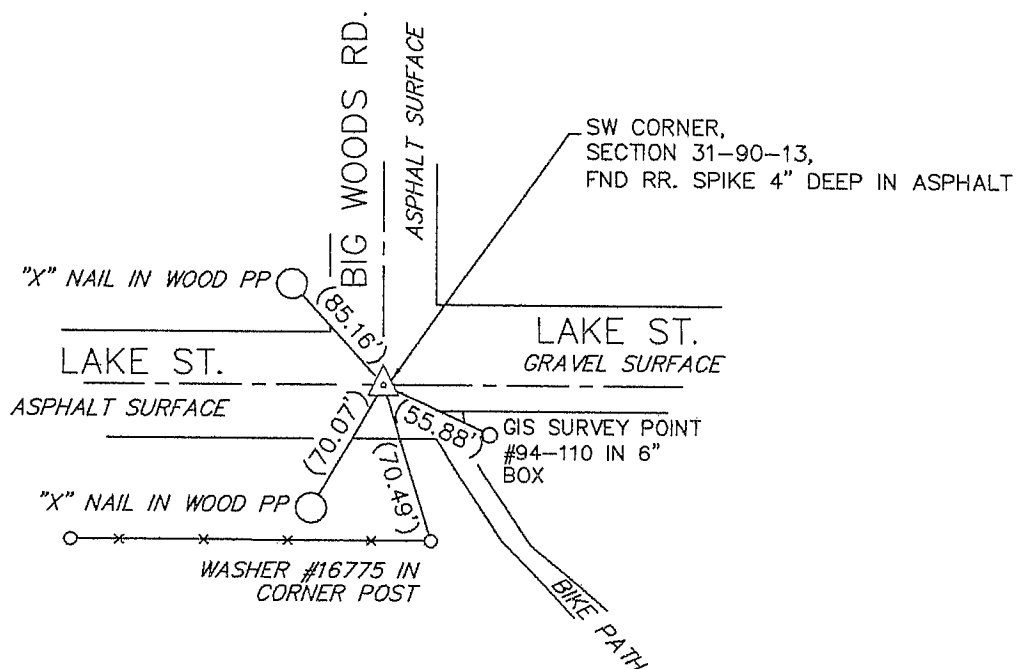 BIG WOODS RD.
ASPHALT SURFACE
SW CORNER,
SECTION 31-90-13,
FND RR. SPIKE 4" DEEP IN ASPHALT
"X" NAIL IN WOOD PP
(85.16')
LAKE ST.
GRAVEL SURFACE
LAKE ST.
ASPHALT SURFACE
(70.07')
(55.88')
(70.49')
GIS SURVEY POINT
#94-110 IN 6"
BOX
"X" NAIL IN WOOD PP
WASHER #16775 IN
CORNER POST
BIKE PATH